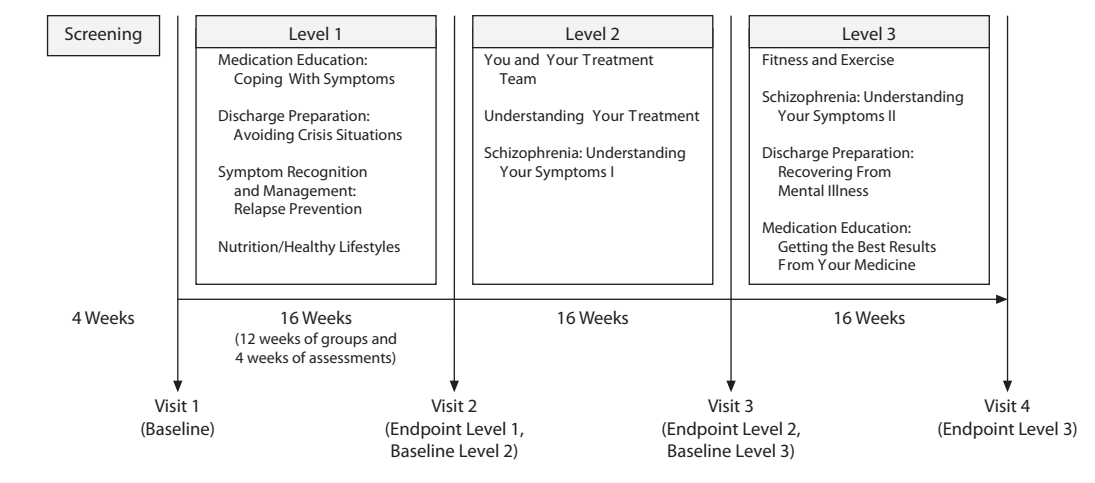 Screening
Level 1
Medication Education:
Coping With Symptoms
Discharge Preparation:
Avoiding Crisis Situations
Symptom Recognition
and Management:
Relapse Prevention
Nutrition/Healthy Lifestyles
Level 2
You and Your Treatment
Team
Understanding Your Treatment
Schizophrenia: Understanding
Your Symptoms I
Level 3
Fitness and Exercise
Schizophrenia: Understanding
Your Symptoms II
Discharge Preparation:
Recovering From
Mental Illness
Medication Education:
Getting the Best Results
From Your Medicine
4 Weeks
16 Weeks
(12 weeks of groups and
4 weeks of assessments)
16 Weeks
16 Weeks
Visit 1
(Baseline)
Visit 2
(Endpoint Level 1,
Baseline Level 2)
Visit 3
(Endpoint Level 2,
Baseline Level 3)
Visit 4
(Endpoint Level 3)